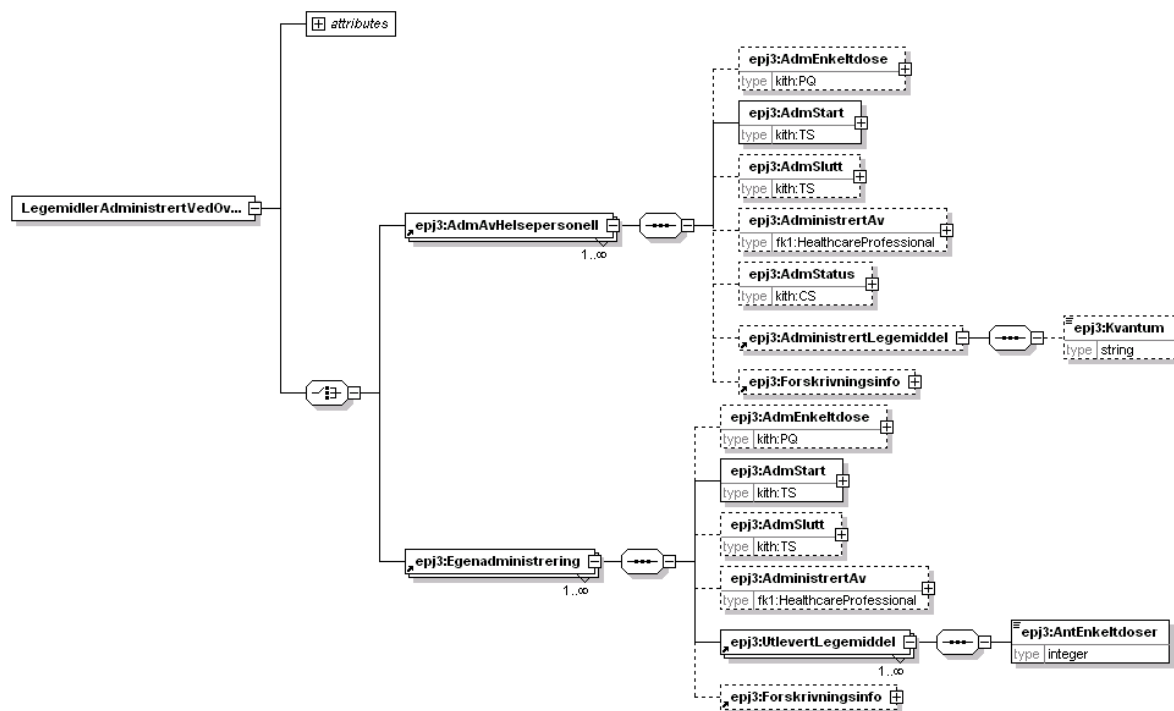 attributes
LegemidlerAdministrertVedOv...
epj3:AdmAvHelsepersonell
1..∞
epj3:AdmEnkeltdose
type kith:PQ
epj3:AdmStart
type kith:TS
epj3:AdmSlutt
type kith:TS
epj3:AdministrertAv
type fk1:HealthcareProfessional
epj3:AdmStatus
type kith:CS
epj3:AdministrertLegemiddel
epj3:Kvantum
type string
epj3:Forskrivningsinfo
epj3:Egenadministrering
1..∞
epj3:AdmEnkeltdose
type kith:PQ
epj3:AdmStart
type kith:TS
epj3:AdmSlutt
type kith:TS
epj3:AdministrertAv
type fk1:HealthcareProfessional
epj3:UtlevertLegemiddel
1..∞
epj3:AntEnkeltdoser
type integer
epj3:Forskrivningsinfo